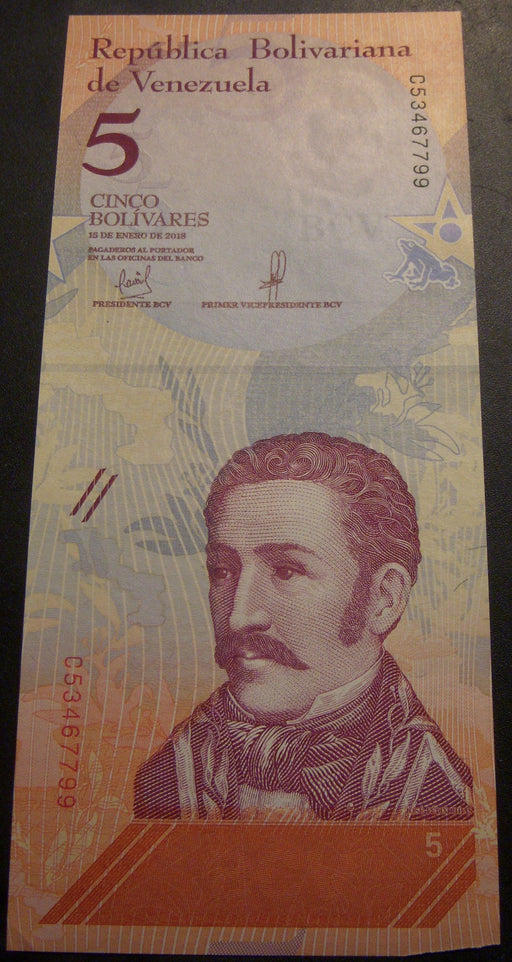 República Bolivariana
de Venezuela
5
CINCO
BOLÍVARES
15 DE ENERO DE 2018
PAGADEROS AL PORTADOR
EN LAS OFICINAS DEL BANCO
PRESIDENTE BCV
PRIMER VICEPRESIDENTE BCV
C53467799
BCV
C53467799
5